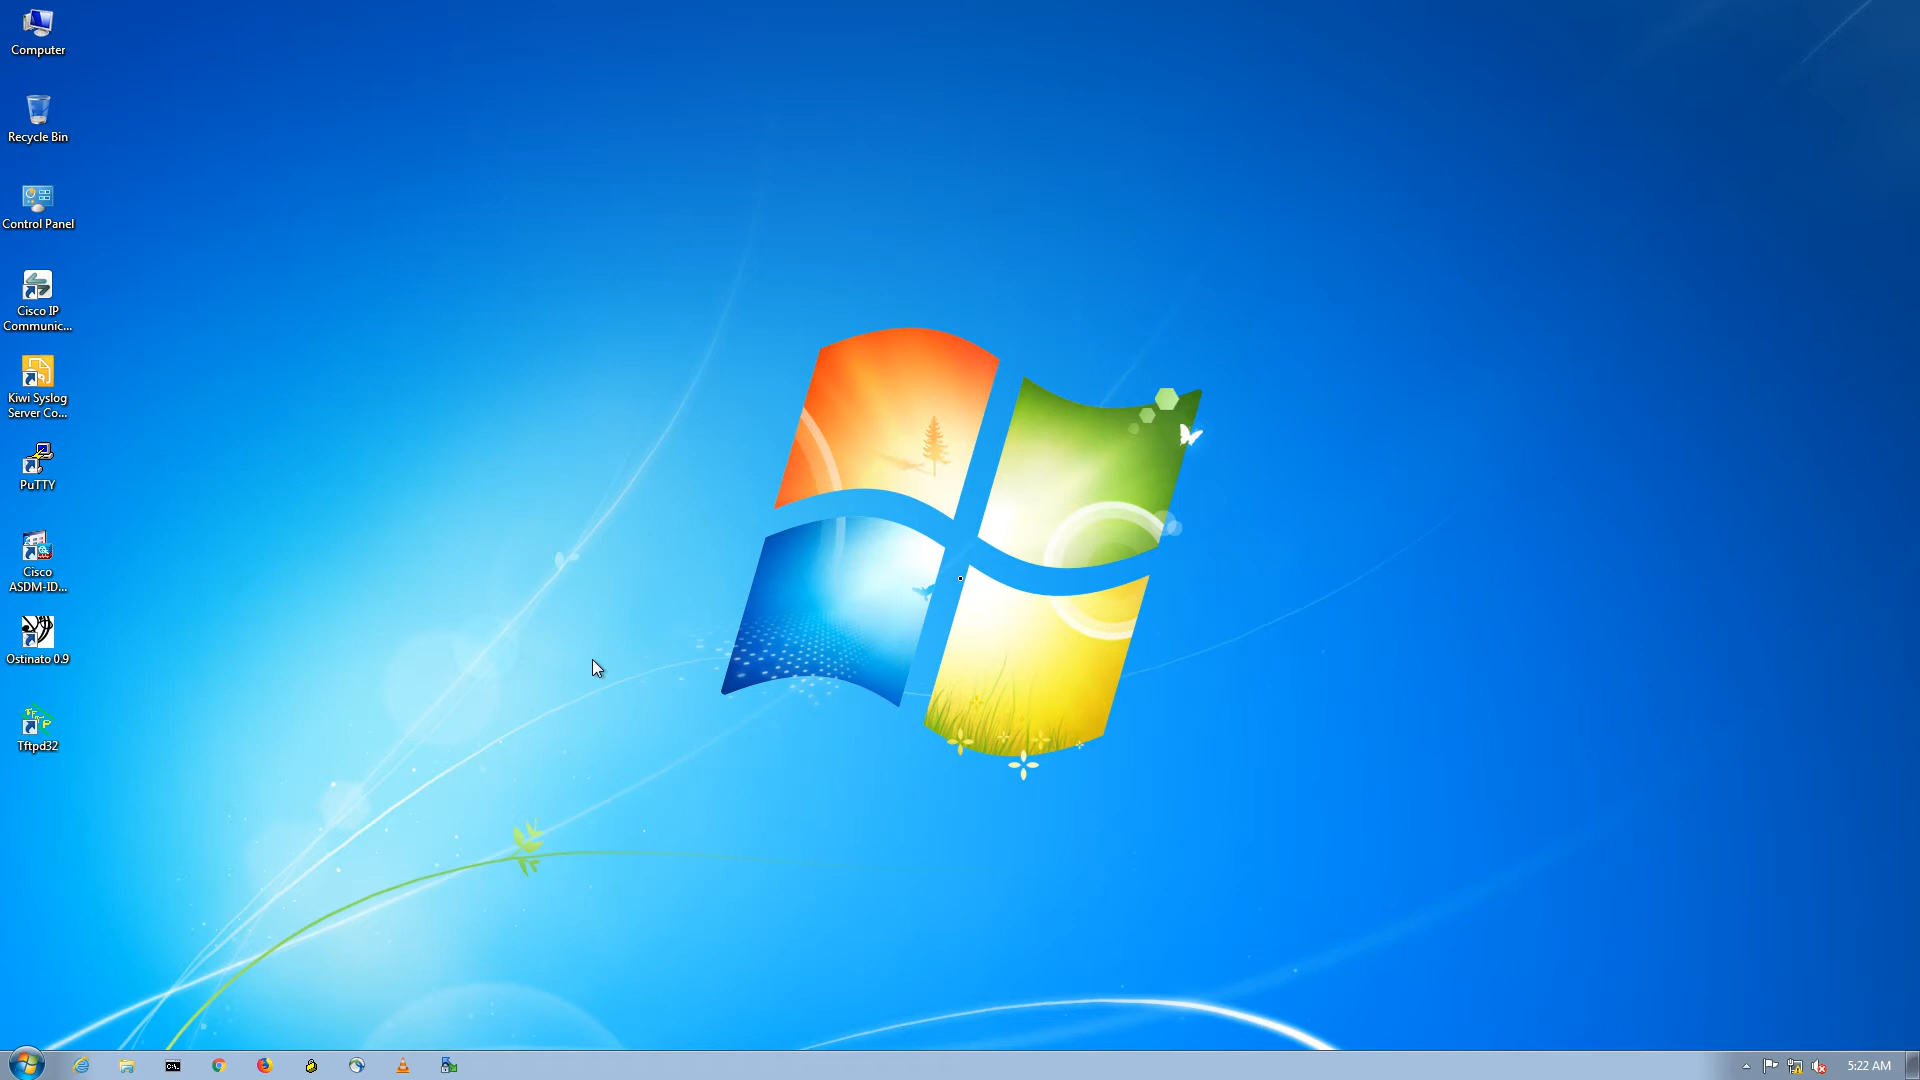 Computer
Recycle Bin
Control Panel
Cisco IP
Communic...
Kiwi Syslog
Server Co...
PuTTY
Cisco
ASDM-ID...
Ostinato 0.9
Tftpd32
5:22 AM